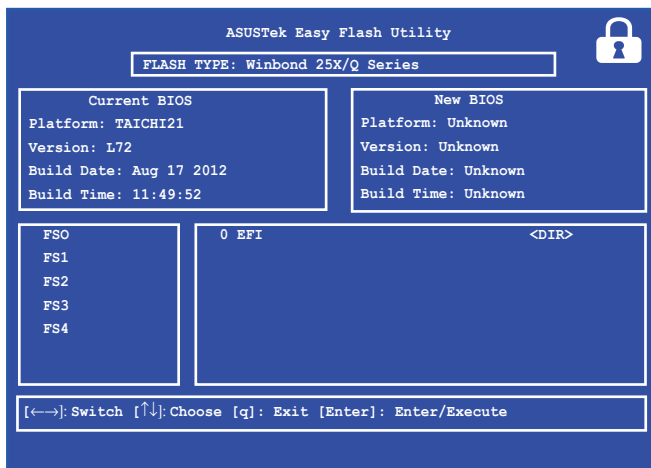 ASUSTek Easy Flash Utility
FLASH TYPE: Winbond 25X/Q Series
Current BIOS
Platform: TAICHI21
Version: L72
Build Date: Aug 17 2012
Build Time: 11:49:52
New BIOS
Platform: Unknown
Version: Unknown
Build Date: Unknown
Build Time: Unknown
FSO
FS1
FS2
FS3
FS4
0 EFI <DIR>
[←→]: Switch [↑↓]: Choose [q]: Exit [Enter]: Enter/Execute